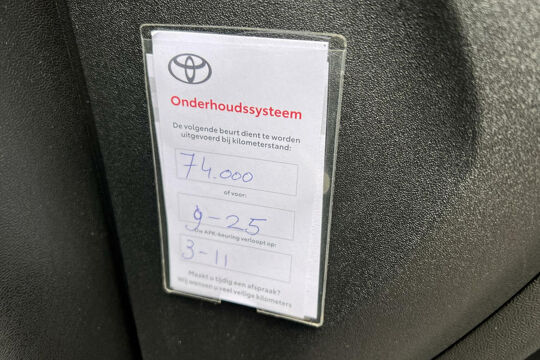 Onderhoudssysteem
De volgende beurt dient te worden
uitgevoerd bij kilometerstand:
74.000
of voor:
9-25
Uw APK-keuring verloopt op:
3-11
Maakt u tijdig een afspraak?
Wij wensen u veel veilige kilometers